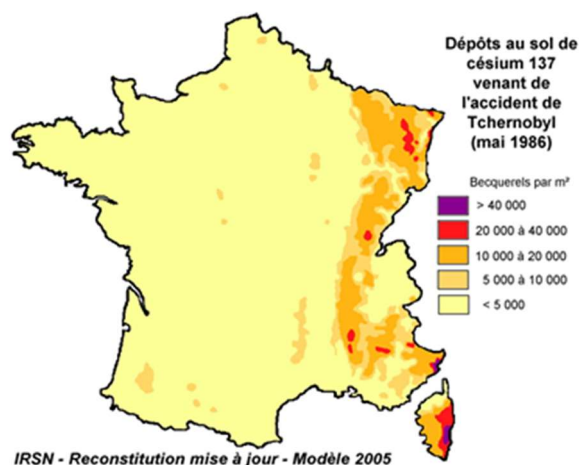 Dépôts au sol de
césium 137
venant de
l'accident de
Tchernobyl
(mai 1986)
Becquerels par m²
> 40 000
20 000 à 40 000
10 000 à 20 000
5 000 à 10 000
< 5 000
IRSN - Reconstitution mise à jour - Modèle 2005